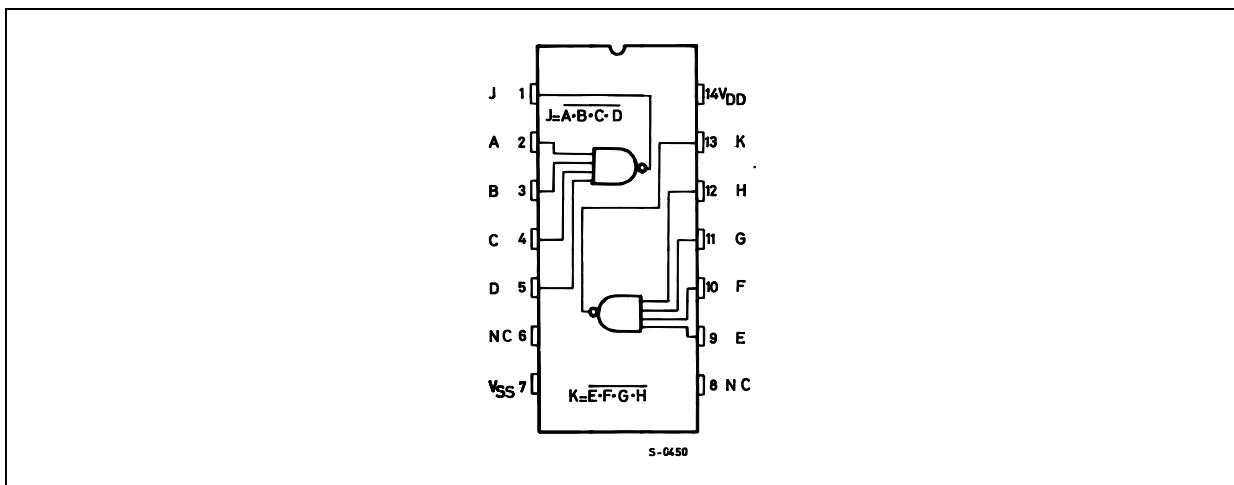 J 1
J=A•B•C•D
14 VDD
A 2
13 K
B 3
12 H
C 4
11 G
D 5
10 F
NC 6
9 E
VSS 7
K=E•F•G•H
8 NC
S-0450